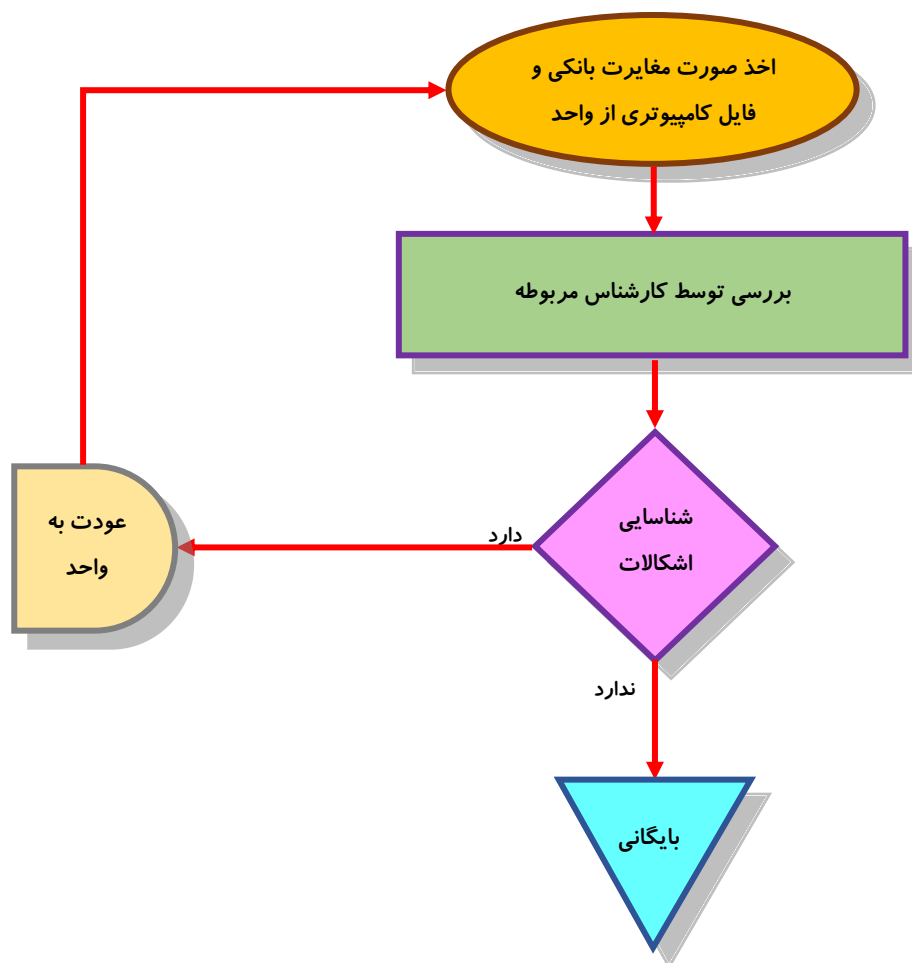 اخذ صورت مغایرت بانکی و
فایل کامپیوتری از واحد
بررسی توسط کارشناس مربوطه
شناسایی
اشکالات
دارد
عودت به
واحد
ندارد
بایگانی